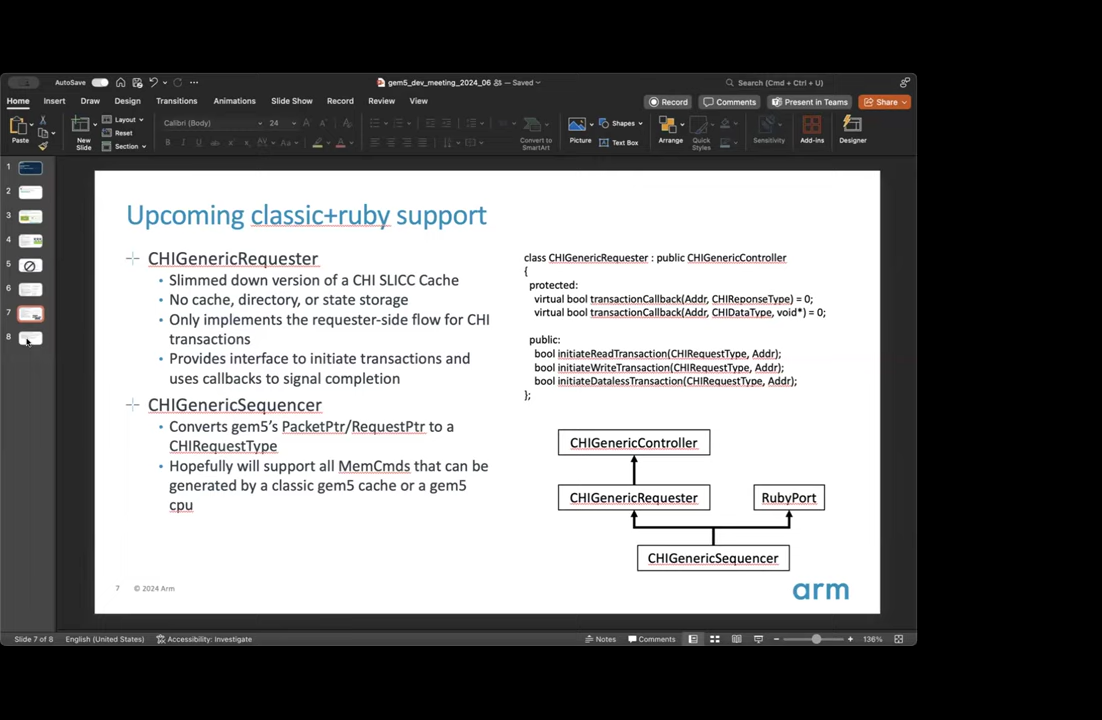 AutoSave
gem5_dev_meeting_2024_06
— Saved
Search (Cmd + Ctrl + U)
Home
Insert
Draw
Design
Transitions
Animations
Slide Show
Record
Review
View
Record
Comments
Present in Teams
Share
Paste
New
Slide
Layout
Reset
Section
Calibri (Body)
24
Convert to
SmartArt
Picture
Shapes
Text Box
Arrange
Quick
Styles
Sensitivity
Add-ins
Designer
1
2
3
4
5
6
7
8
Upcoming classic+ruby support
CHIGenericRequester
• Slimmed down version of a CHI SLICC Cache
• No cache, directory, or state storage
• Only implements the requester-side flow for CHI
transactions
• Provides interface to initiate transactions and
uses callbacks to signal completion
CHIGenericSequencer
• Converts gem5’s PacketPtr/RequestPtr to a
CHIRequestType
• Hopefully will support all MemCmds that can be
generated by a classic gem5 cache or a gem5
cpu
class CHIGenericRequester : public CHIGenericController
{
protected:
virtual bool transactionCallback(Addr, CHIReponseType) = 0;
virtual bool transactionCallback(Addr, CHIDataType, void*) = 0;
public:
bool initiateReadTransaction(CHIRequestType, Addr);
bool initiateWriteTransaction(CHIRequestType, Addr);
bool initiateDatalessTransaction(CHIRequestType, Addr);
};
CHIGenericController
CHIGenericRequester
RubyPort
CHIGenericSequencer
7 © 2024 Arm
arm
Slide 7 of 8
English (United States)
Accessibility: Investigate
Notes
Comments
136%